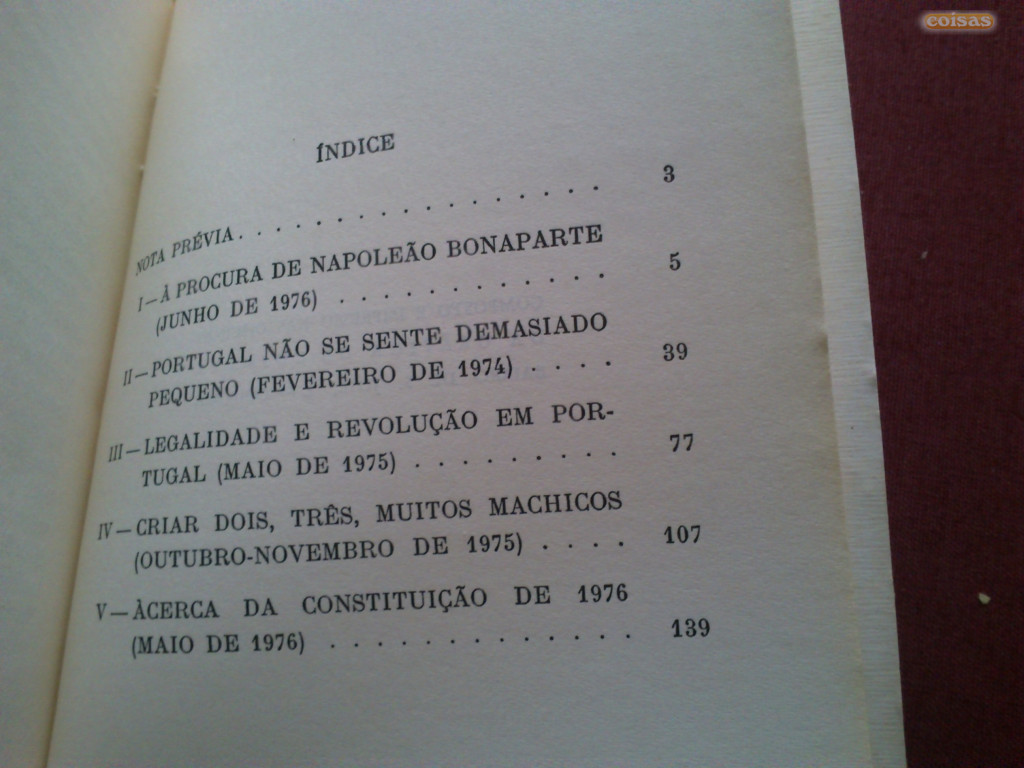 coisas
ÍNDICE
NOTA PRÉVIA . . . . . . . . . . . . . . . . 3
I — À PROCURA DE NAPOLEÃO BONAPARTE
(JUNHO DE 1976) . . . . . . . . . . . . 5
II — PORTUGAL NÃO SE SENTE DEMASIADO
PEQUENO (FEVEREIRO DE 1974) . . . . 39
III — LEGALIDADE E REVOLUÇÃO EM POR-
TUGAL (MAIO DE 1975) . . . . . . . . . 77
IV — CRIAR DOIS, TRÊS, MUITOS MACHICOS
(OUTUBRO-NOVEMBRO DE 1975) . . . . 107
V — ÀCERCA DA CONSTITUIÇÃO DE 1976
(MAIO DE 1976) . . . . . . . . . . . . . 139